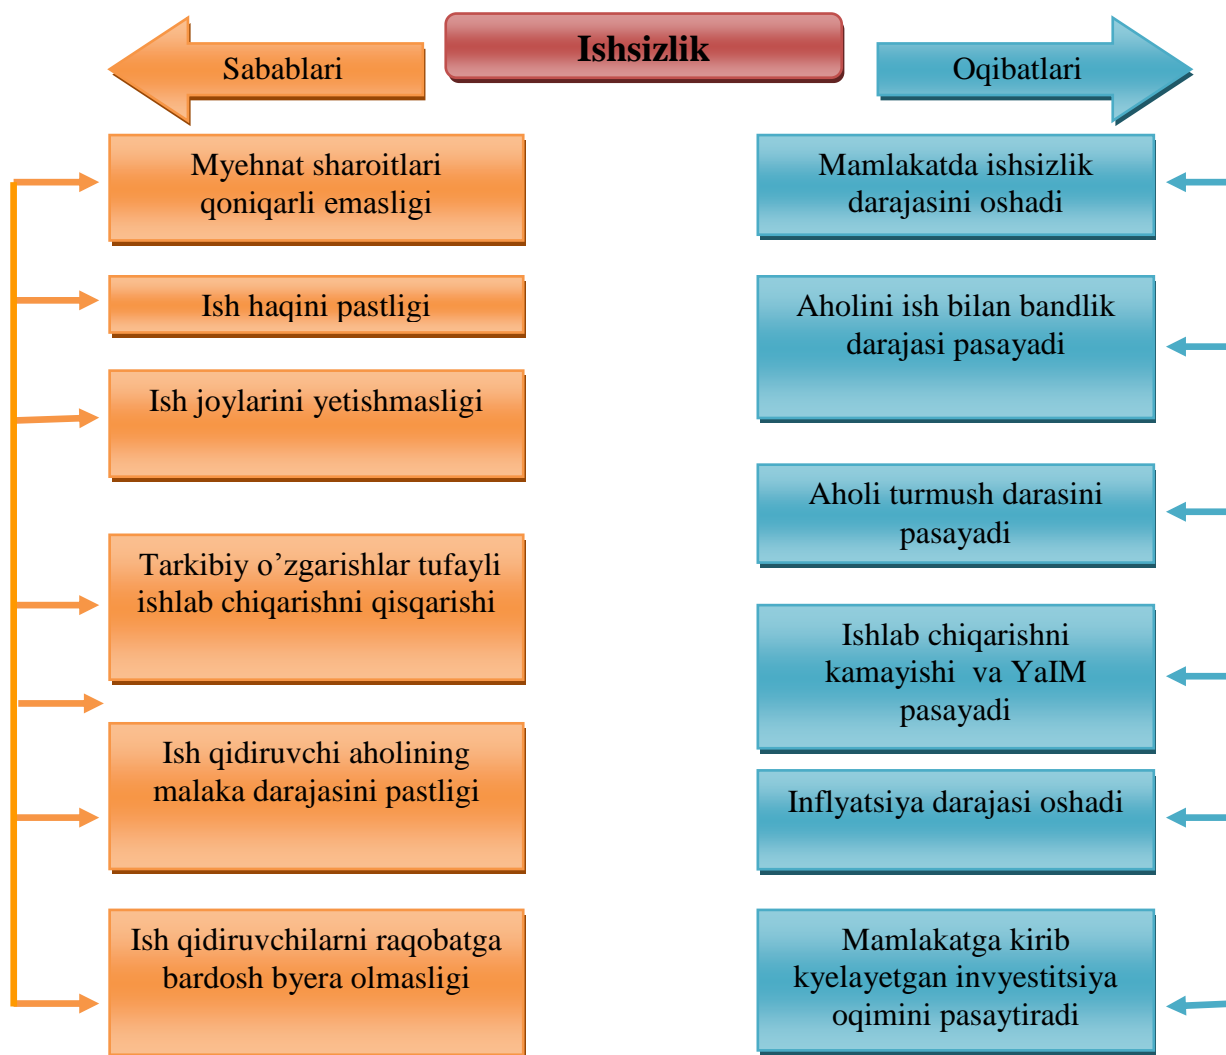 Ishsizlik
Sabablari
Oqibatlari
Myehnat sharoitlari
qoniqarli emasligi
Ish haqini pastligi
Ish joylarini yetishmasligi
Tarkibiy o’zgarishlar tufayli
ishlab chiqarishni qisqarishi
Ish qidiruvchi aholining
malaka darajasini pastligi
Ish qidiruvchilarni raqobatga
bardosh byera olmasligi
Mamlakatda ishsizlik
darajasini oshadi
Aholini ish bilan bandlik
darajasi pasayadi
Aholi turmush darasini
pasayadi
Ishlab chiqarishni
kamayishi va YaIM
pasayadi
Inflyatsiya darajasi oshadi
Mamlakatga kirib
kyelayetgan invyestitsiya
oqimini pasaytiradi